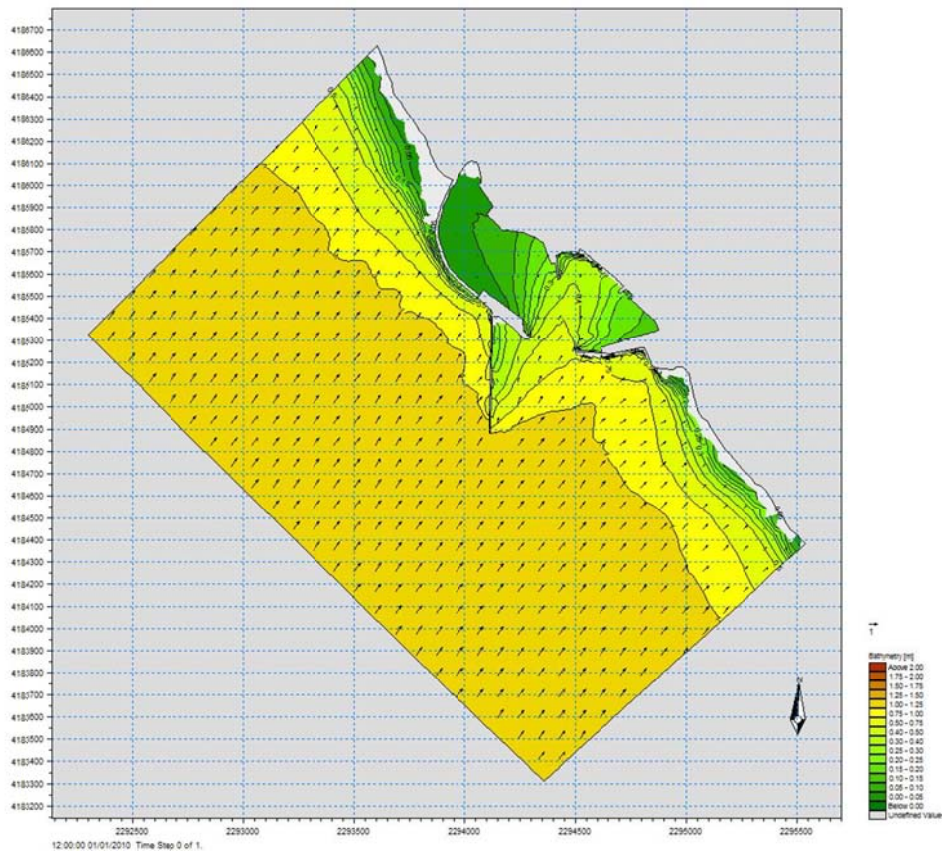 4186700
4186600
4186500
4186400
4186300
4186200
4186100
4186000
4185900
4185800
4185700
4185600
4185500
4185400
4185300
4185200
4185100
4185000
4184900
4184800
4184700
4184600
4184500
4184400
4184300
4184200
4184100
4184000
4183900
4183800
4183700
4183600
4183500
4183400
4183300
4183200
2292500 2293000 2293500 2294000 2294500 2295000 2295500
12:00:00 01/01/2010 Time Step 0 of 1.
1
Bathymetry [m]
Above 2.00
1.75 - 2.00
1.50 - 1.75
1.25 - 1.50
1.00 - 1.25
0.75 - 1.00
0.50 - 0.75
0.40 - 0.50
0.30 - 0.40
0.25 - 0.30
0.20 - 0.25
0.15 - 0.20
0.10 - 0.15
0.05 - 0.10
0.00 - 0.05
Below 0.00
Undefined Value
N